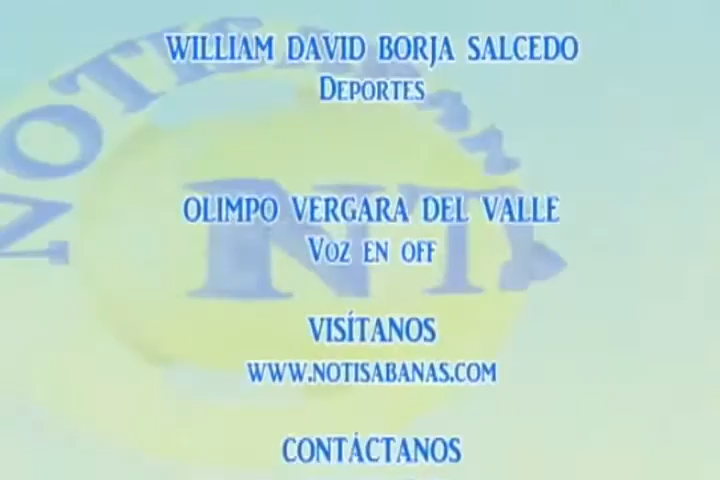 WILLIAM DAVID BORJA SALCEDO
DEPORTES
OLIMPO VERGARA DEL VALLE
VOZ EN OFF
VISÍTANOS
WWW.NOTISABANAS.COM
CONTÁCTANOS